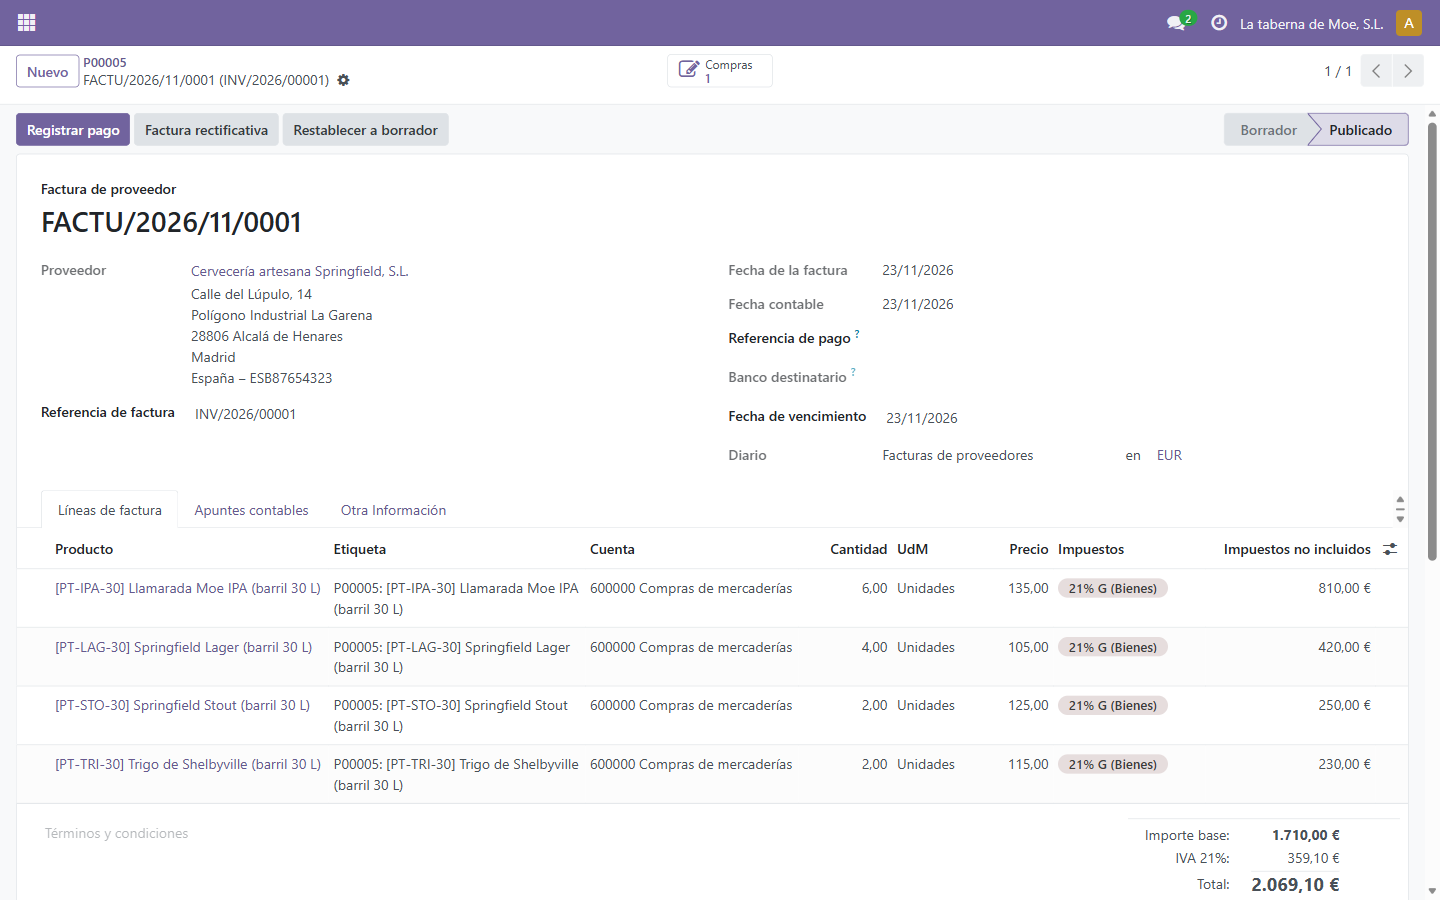 2
La taberna de Moe, S.L.
A
Nuevo
P00005
FACTU/2026/11/0001 (INV/2026/00001)
Compras
1
1 / 1
Registrar pago
Factura rectificativa
Restablecer a borrador
Borrador
Publicado
Factura de proveedor
FACTU/2026/11/0001
Proveedor
Cervecería artesana Springfield, S.L.
Calle del Lúpulo, 14
Polígono Industrial La Garena
28806 Alcalá de Henares
Madrid
España – ESB87654323
Referencia de factura INV/2026/00001
Fecha de la factura 23/11/2026
Fecha contable 23/11/2026
Referencia de pago ?
Banco destinatario ?
Fecha de vencimiento 23/11/2026
Diario Facturas de proveedores en EUR
Líneas de factura Apuntes contables Otra Información
Producto Etiqueta Cuenta Cantidad UdM Precio Impuestos Impuestos no incluidos
[PT-IPA-30] Llamarada Moe IPA (barril 30 L) P00005: [PT-IPA-30] Llamarada Moe IPA 600000 Compras de mercaderías 6,00 Unidades 135,00 21% G (Bienes) 810,00 €
(barril 30 L)
[PT-LAG-30] Springfield Lager (barril 30 L) P00005: [PT-LAG-30] Springfield Lager 600000 Compras de mercaderías 4,00 Unidades 105,00 21% G (Bienes) 420,00 €
(barril 30 L)
[PT-STO-30] Springfield Stout (barril 30 L) P00005: [PT-STO-30] Springfield Stout 600000 Compras de mercaderías 2,00 Unidades 125,00 21% G (Bienes) 250,00 €
(barril 30 L)
[PT-TRI-30] Trigo de Shelbyville (barril 30 L) P00005: [PT-TRI-30] Trigo de Shelbyville 600000 Compras de mercaderías 2,00 Unidades 115,00 21% G (Bienes) 230,00 €
(barril 30 L)
Términos y condiciones
Importe base: 1.710,00 €
IVA 21%: 359,10 €
Total: 2.069,10 €